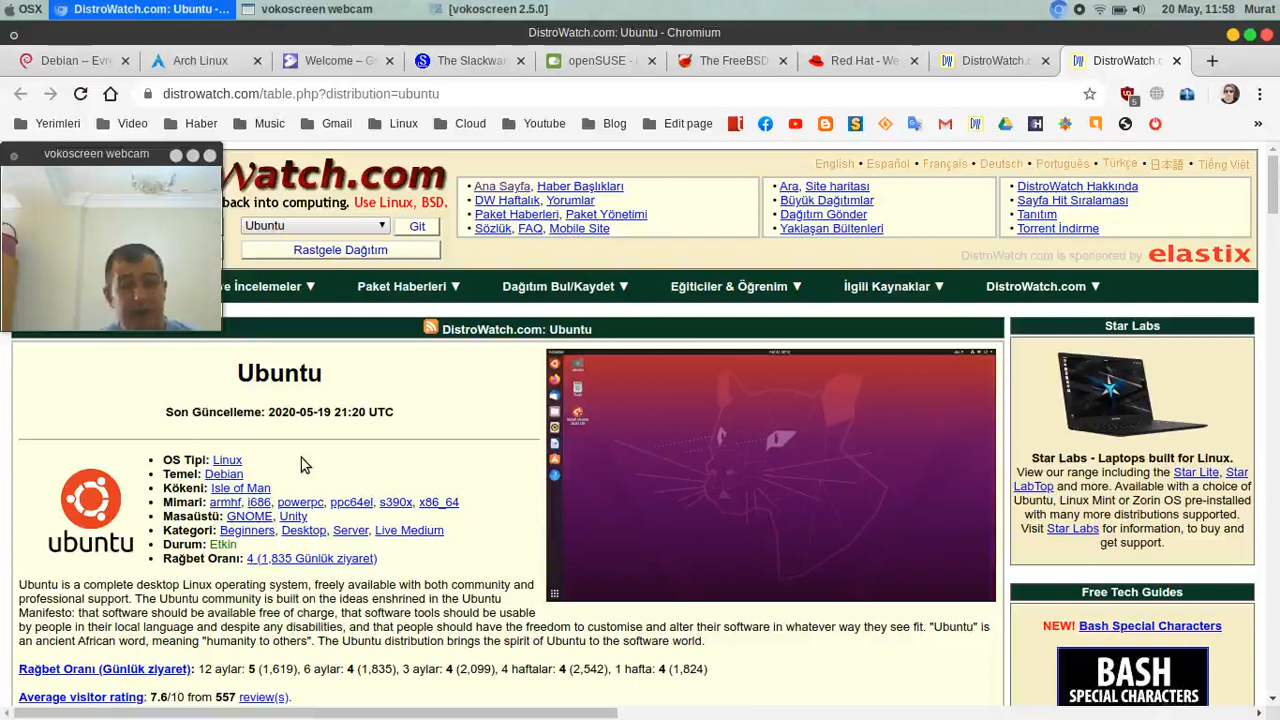 OSX
DistroWatch.com: Ubuntu -...
vokoscreen webcam
[vokoscreen 2.5.0]
20 May, 11:58
Murat
DistroWatch.com: Ubuntu - Chromium
Debian -- Evre
Arch Linux
Welcome – G
The Slackwa
openSUSE -
The FreeBSD
Red Hat - We
DistroWatch.c
DistroWatch.c
distrowatch.com/table.php?distribution=ubuntu
5
Yerimleri
Video
Haber
Music
Gmail
Linux
Cloud
Youtube
Blog
Edit page
»
vokoscreen webcam
Watch.com
back into computing. Use Linux, BSD.
Ubuntu
Git
Rastgele Dağıtım
English • Español • Français • Deutsch • Português • Türkçe • 日本語 • Tiếng Việt
• Ana Sayfa, Haber Başlıkları
• DW Haftalık, Yorumlar
• Paket Haberleri, Paket Yönetimi
• Sözlük, FAQ, Mobile Site
• Ara, Site haritası
• Büyük Dağıtımlar
• Dağıtım Gönder
• Yaklaşan Bültenleri
• DistroWatch Hakkında
• Sayfa Hit Sıralaması
• Tanıtım
• Torrent İndirme
DistroWatch.com is sponsored by elastix
e İncelemeler ▼
Paket Haberleri ▼
Dağıtım Bul/Kaydet ▼
Eğiticiler & Öğrenim ▼
İlgili Kaynaklar ▼
DistroWatch.com ▼
DistroWatch.com: Ubuntu
Ubuntu
Son Güncelleme: 2020-05-19 21:20 UTC
ubuntu
• OS Tipi: Linux
• Temel: Debian
• Kökeni: Isle of Man
• Mimari: armhf, i686, powerpc, ppc64el, s390x, x86_64
• Masaüstü: GNOME, Unity
• Kategori: Beginners, Desktop, Server, Live Medium
• Durum: Etkin
• Rağbet Oranı: 4 (1,835 Günlük ziyaret)
Ubuntu is a complete desktop Linux operating system, freely available with both community and
professional support. The Ubuntu community is built on the ideas enshrined in the Ubuntu
Manifesto: that software should be available free of charge, that software tools should be usable
by people in their local language and despite any disabilities, and that people should have the freedom to customise and alter their software in whatever way they see fit. "Ubuntu" is
an ancient African word, meaning "humanity to others". The Ubuntu distribution brings the spirit of Ubuntu to the software world.
Rağbet Oranı (Günlük ziyaret): 12 aylar: 5 (1,619), 6 aylar: 4 (1,835), 3 aylar: 4 (2,099), 4 haftalar: 4 (2,542), 1 hafta: 4 (1,824)
Average visitor rating: 7.6/10 from 557 review(s).
Star Labs
Star Labs - Laptops built for Linux.
View our range including the Star Lite, Star
LabTop and more. Available with a choice of
Ubuntu, Linux Mint or Zorin OS pre-installed
with many more distributions supported.
Visit Star Labs for information, to buy and
get support.
Free Tech Guides
NEW! Bash Special Characters
BASH
SPECIAL CHARACTERS